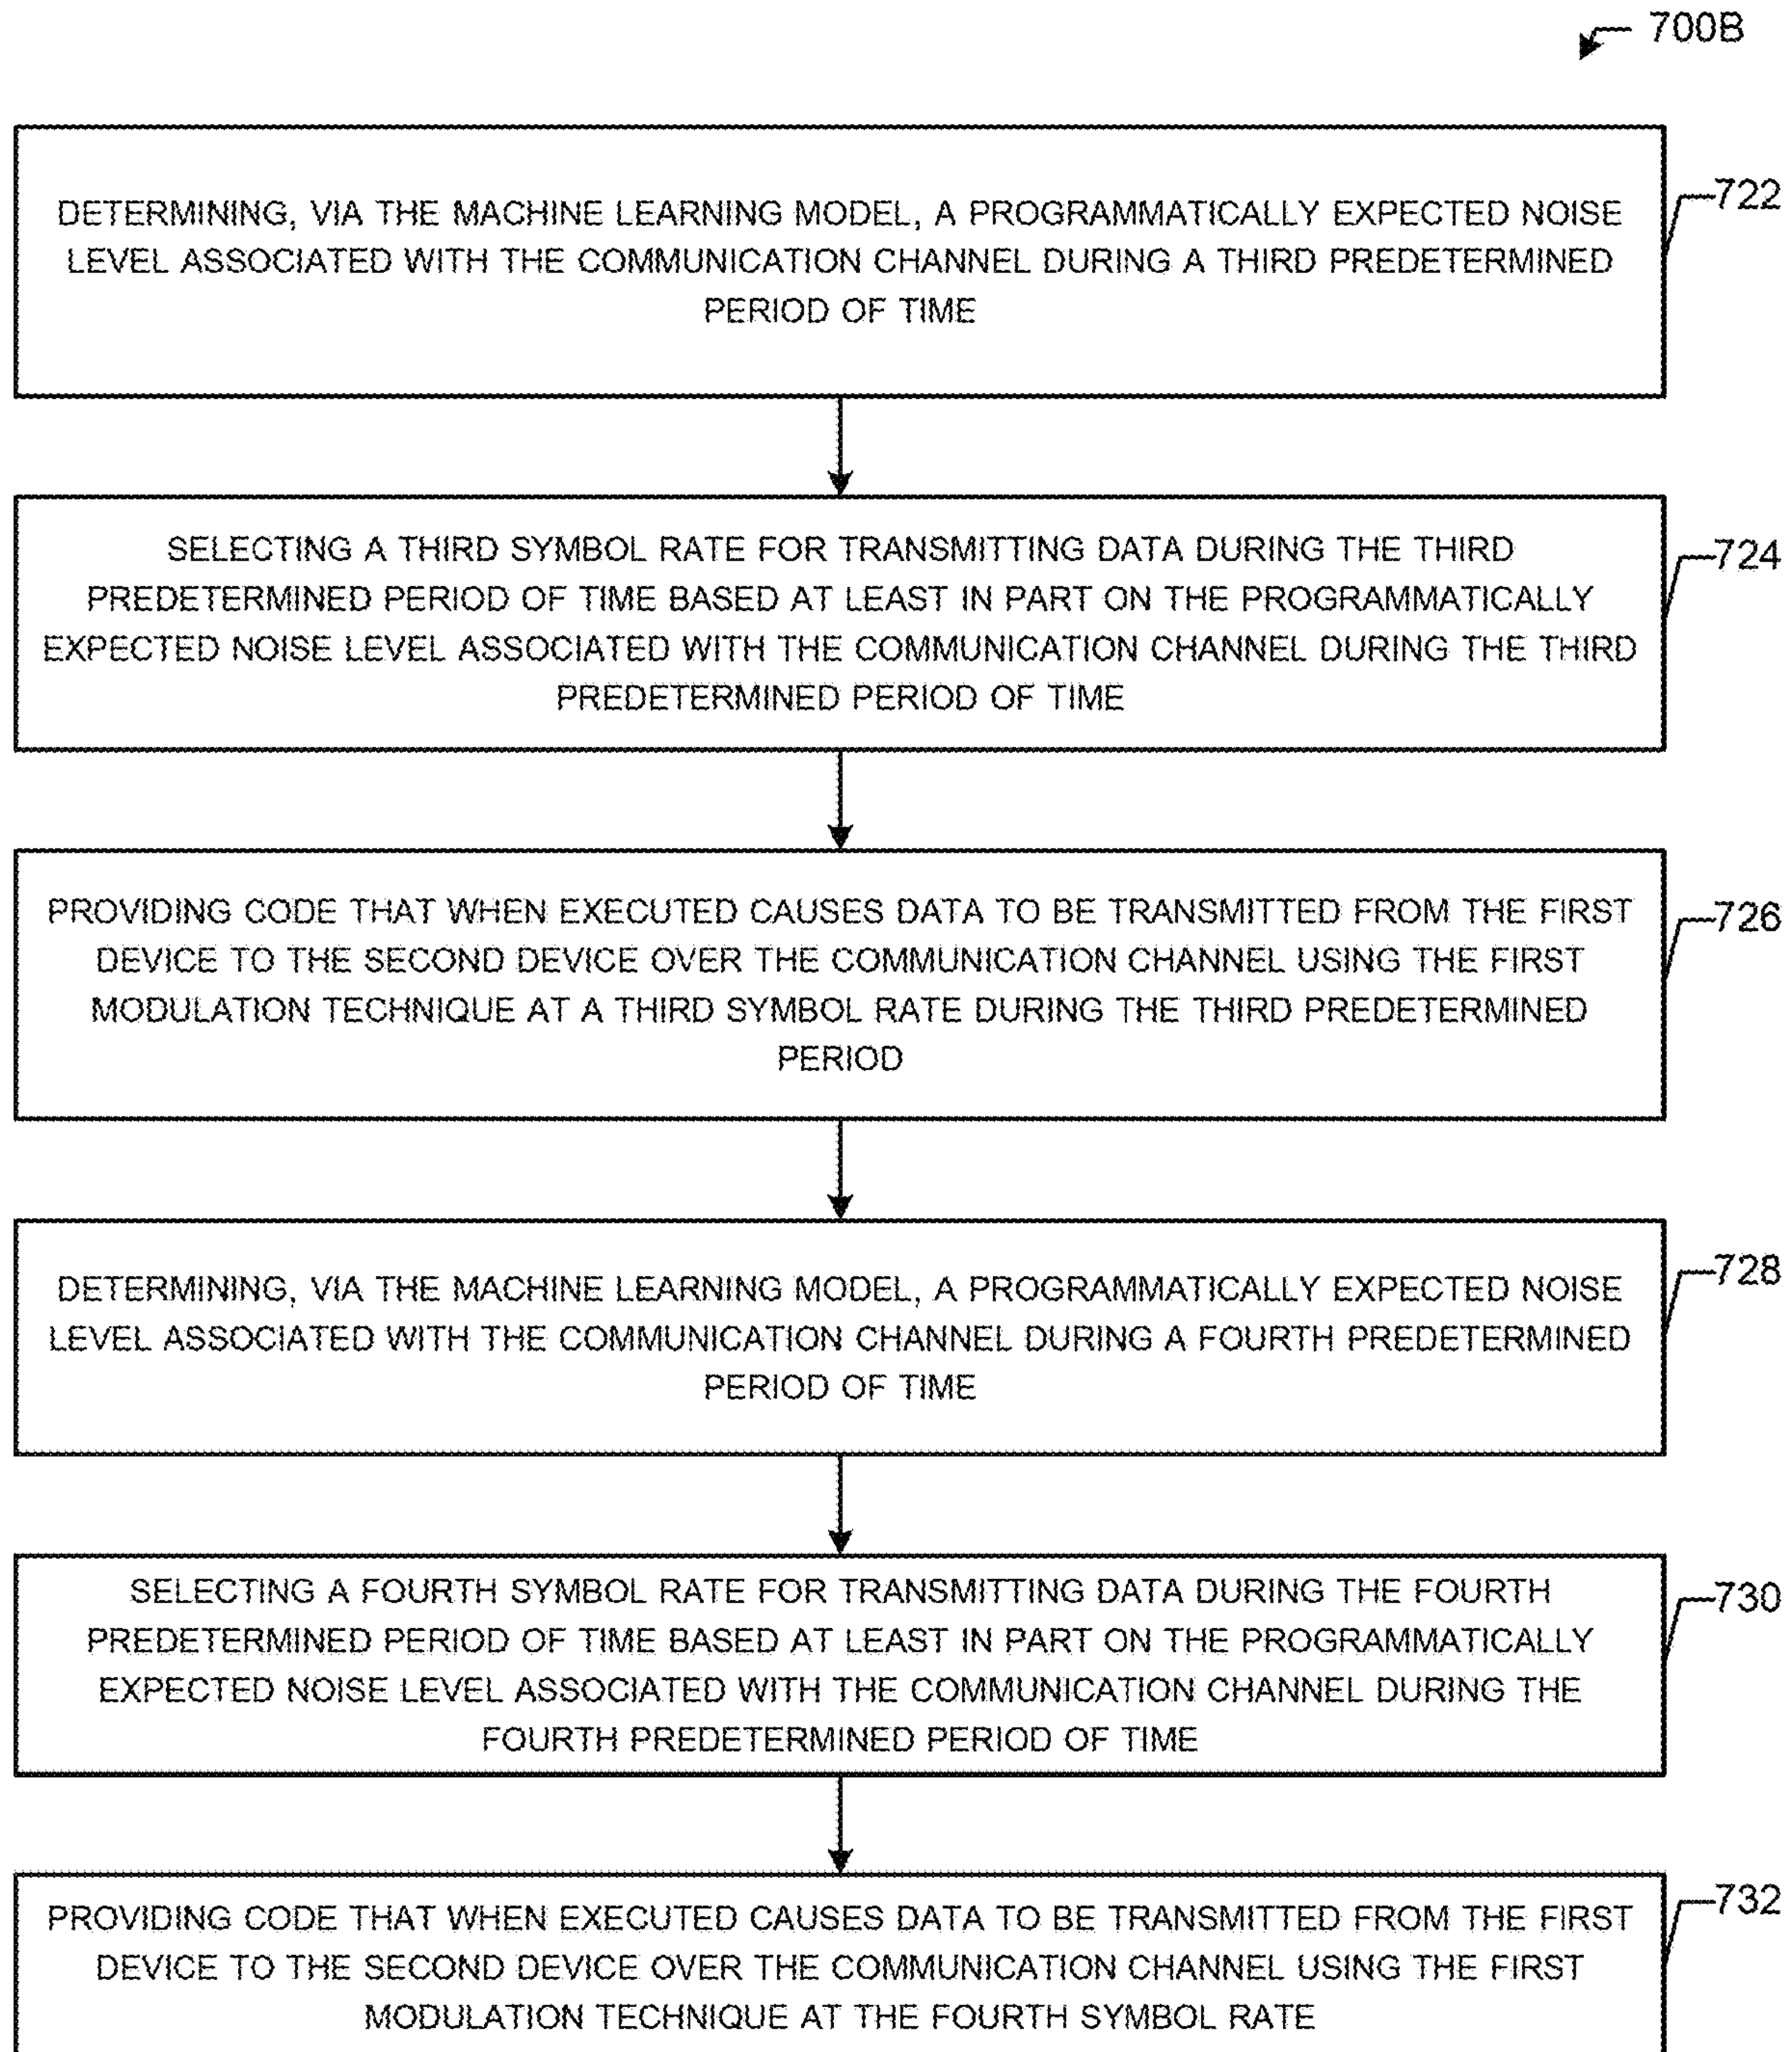 700B
DETERMINING, VIA THE MACHINE LEARNING MODEL, A PROGRAMMATICALLY EXPECTED NOISE
LEVEL ASSOCIATED WITH THE COMMUNICATION CHANNEL DURING A THIRD PREDETERMINED
PERIOD OF TIME
722
SELECTING A THIRD SYMBOL RATE FOR TRANSMITTING DATA DURING THE THIRD
PREDETERMINED PERIOD OF TIME BASED AT LEAST IN PART ON THE PROGRAMMATICALLY
EXPECTED NOISE LEVEL ASSOCIATED WITH THE COMMUNICATION CHANNEL DURING THE THIRD
PREDETERMINED PERIOD OF TIME
724
PROVIDING CODE THAT WHEN EXECUTED CAUSES DATA TO BE TRANSMITTED FROM THE FIRST
DEVICE TO THE SECOND DEVICE OVER THE COMMUNICATION CHANNEL USING THE FIRST
MODULATION TECHNIQUE AT A THIRD SYMBOL RATE DURING THE THIRD PREDETERMINED
PERIOD
726
DETERMINING, VIA THE MACHINE LEARNING MODEL, A PROGRAMMATICALLY EXPECTED NOISE
LEVEL ASSOCIATED WITH THE COMMUNICATION CHANNEL DURING A FOURTH PREDETERMINED
PERIOD OF TIME
728
SELECTING A FOURTH SYMBOL RATE FOR TRANSMITTING DATA DURING THE FOURTH
PREDETERMINED PERIOD OF TIME BASED AT LEAST IN PART ON THE PROGRAMMATICALLY
EXPECTED NOISE LEVEL ASSOCIATED WITH THE COMMUNICATION CHANNEL DURING THE
FOURTH PREDETERMINED PERIOD OF TIME
730
PROVIDING CODE THAT WHEN EXECUTED CAUSES DATA TO BE TRANSMITTED FROM THE FIRST
DEVICE TO THE SECOND DEVICE OVER THE COMMUNICATION CHANNEL USING THE FIRST
MODULATION TECHNIQUE AT THE FOURTH SYMBOL RATE
732